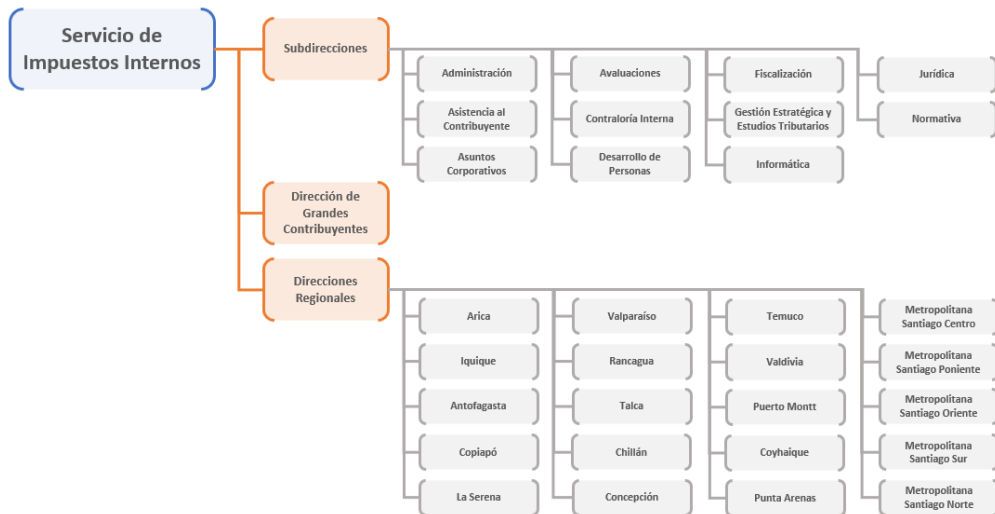 Servicio de
Impuestos Internos
Subdirecciones
Administración
Avaluaciones
Fiscalización
Jurídica
Asistencia al
Contribuyente
Contraloría Interna
Gestión Estratégica y
Estudios Tributarios
Normativa
Asuntos
Corporativos
Desarrollo de
Personas
Informática
Dirección de
Grandes
Contribuyentes
Direcciones
Regionales
Arica
Valparaíso
Temuco
Metropolitana
Santiago Centro
Iquique
Rancagua
Valdivia
Metropolitana
Santiago Poniente
Antofagasta
Talca
Puerto Montt
Metropolitana
Santiago Oriente
Copiapó
Chillán
Coyhaique
Metropolitana
Santiago Sur
La Serena
Concepción
Punta Arenas
Metropolitana
Santiago Norte